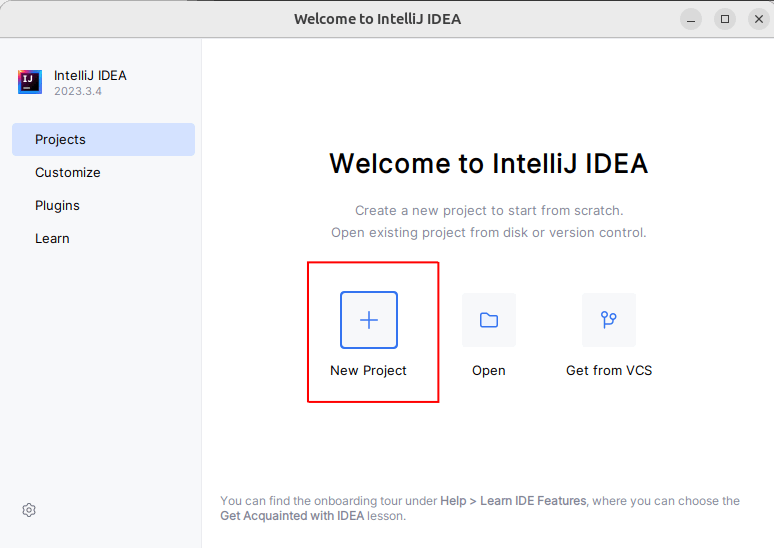 Welcome to IntelliJ IDEA
IJ
IntelliJ IDEA
2023.3.4
Projects
Customize
Plugins
Learn
Welcome to IntelliJ IDEA
Create a new project to start from scratch.
Open existing project from disk or version control.
New Project
Open
Get from VCS
You can find the onboarding tour under Help > Learn IDE Features, where you can choose the
Get Acquainted with IDEA lesson.